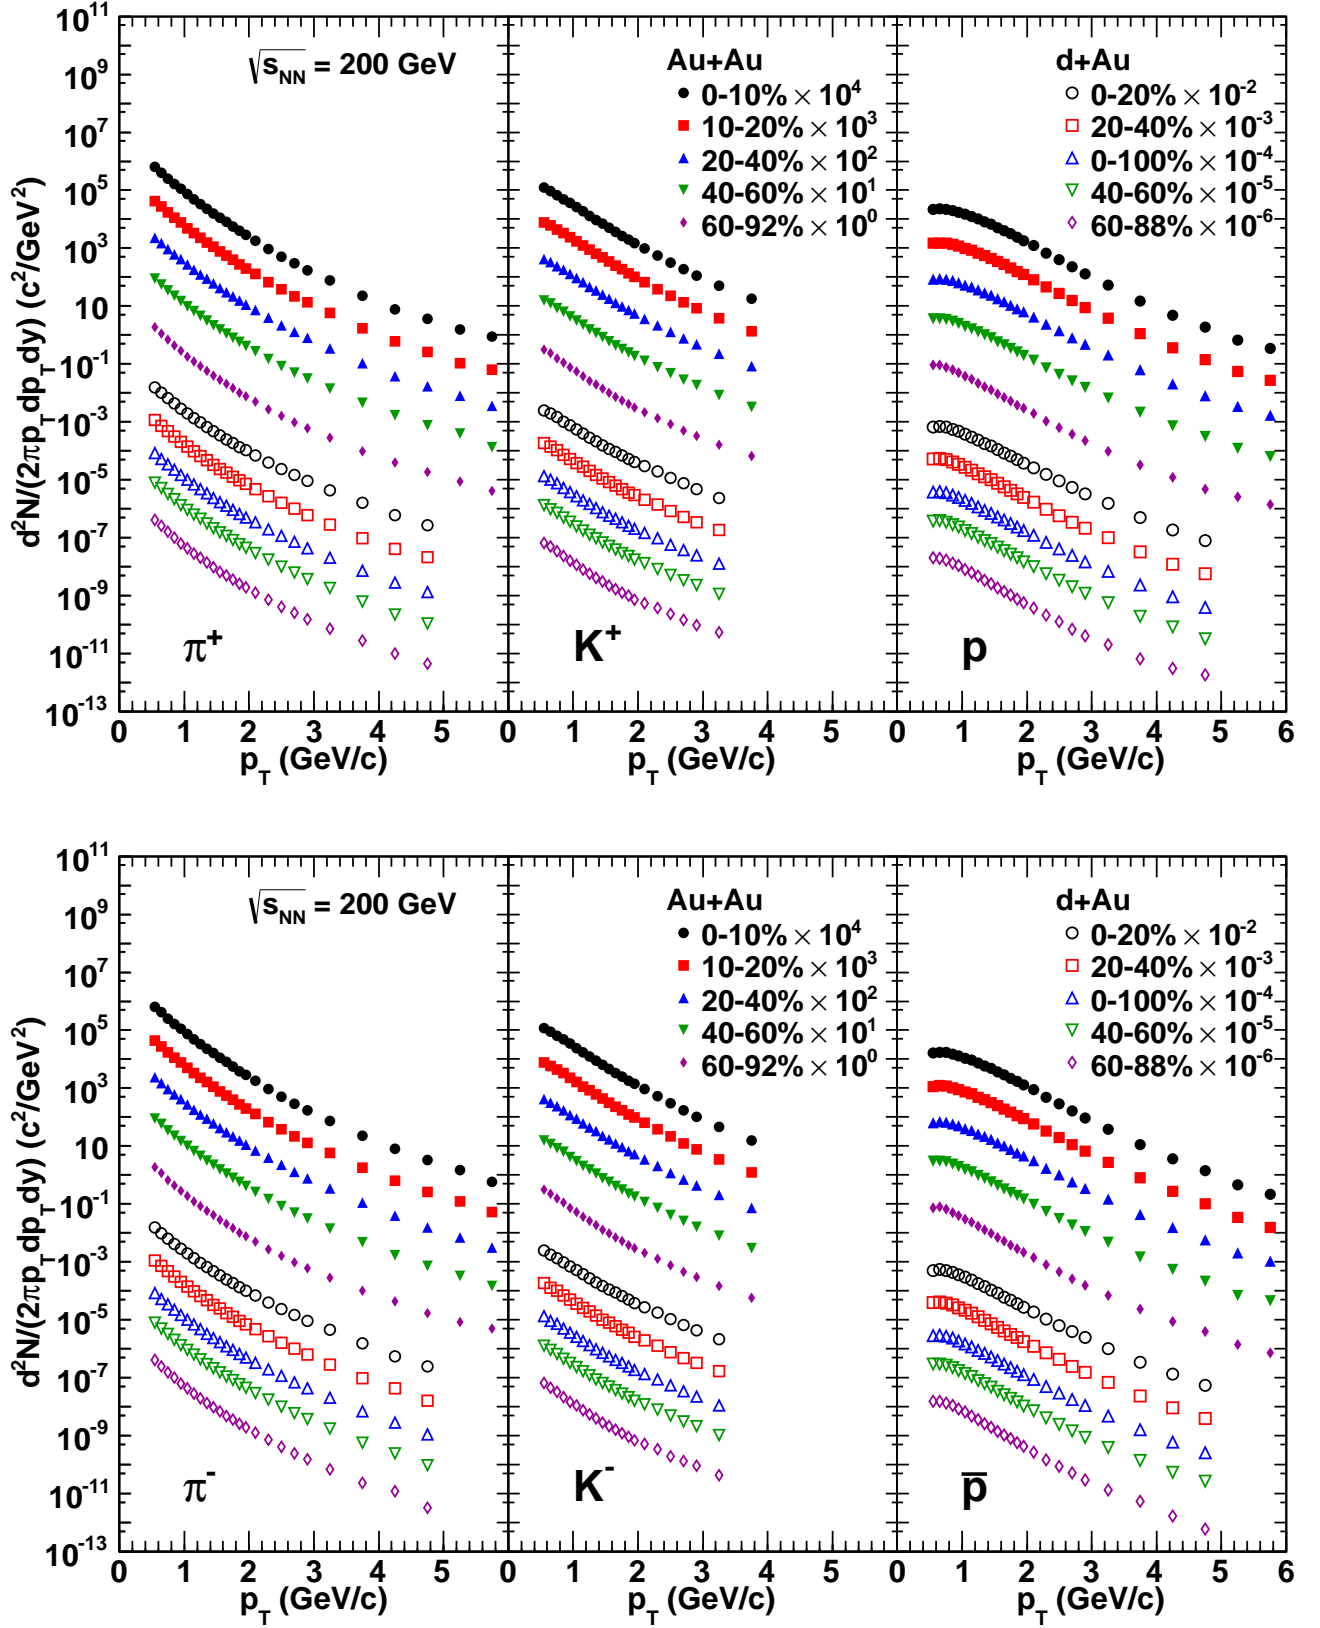 10^11
10^9
10^7
10^5
10^3
10
10^-1
10^-3
10^-5
10^-7
10^-9
10^-11
10^-13
d^2N/(2πp_T dp_T dy) (c^2/GeV^2)
√s_NN = 200 GeV
Au+Au
0-10% × 10^4
10-20% × 10^3
20-40% × 10^2
40-60% × 10^1
60-92% × 10^0
d+Au
0-20% × 10^-2
20-40% × 10^-3
0-100% × 10^-4
40-60% × 10^-5
60-88% × 10^-6
π^+
K^+
p
0 1 2 3 4 5 0 1 2 3 4 5 0 1 2 3 4 5 6
p_T (GeV/c)
p_T (GeV/c)
p_T (GeV/c)
10^11
10^9
10^7
10^5
10^3
10
10^-1
10^-3
10^-5
10^-7
10^-9
10^-11
10^-13
d^2N/(2πp_T dp_T dy) (c^2/GeV^2)
√s_NN = 200 GeV
Au+Au
0-10% × 10^4
10-20% × 10^3
20-40% × 10^2
40-60% × 10^1
60-92% × 10^0
d+Au
0-20% × 10^-2
20-40% × 10^-3
0-100% × 10^-4
40-60% × 10^-5
60-88% × 10^-6
π^-
K^-
p̅
0 1 2 3 4 5 0 1 2 3 4 5 0 1 2 3 4 5 6
p_T (GeV/c)
p_T (GeV/c)
p_T (GeV/c)